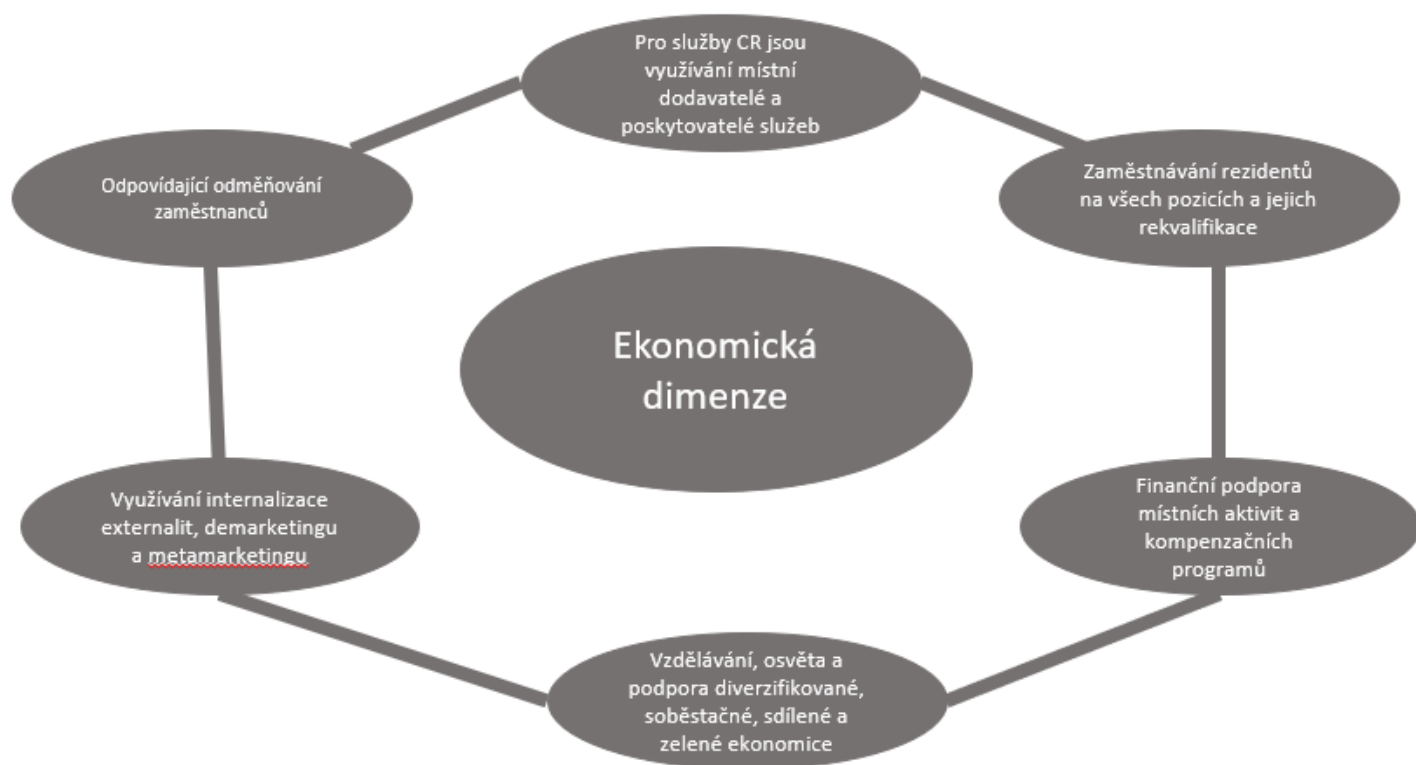 Pro služby CR jsou
využívání místní
dodavatelé a
poskytovatelé služeb
Odpovídající odměňování
zaměstnanců
Zaměstnávání rezidentů
na všech pozicích a jejich
rekvalifikace
Ekonomická
dimenze
Využívání internalizace
externalit, demarketingu
a metamarketingu
Finanční podpora
místních aktivit a
kompenzačních
programů
Vzdělávání, osvěta a
podpora diverzifikované,
soběstačné, sdílené a
zelené ekonomice